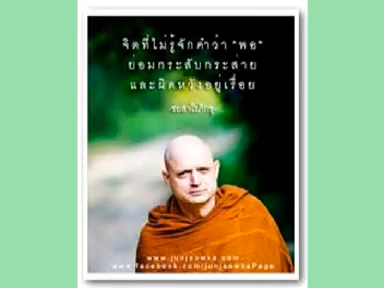 จิตที่ไม่รู้จักคำว่า "พอ"
ย่อมกระสับกระส่าย
และผิดหวังอยู่เรื่อย
ชยสาโรภิกขุ
www.junjaowka.com
www.facebook.com/junjaowkaPage